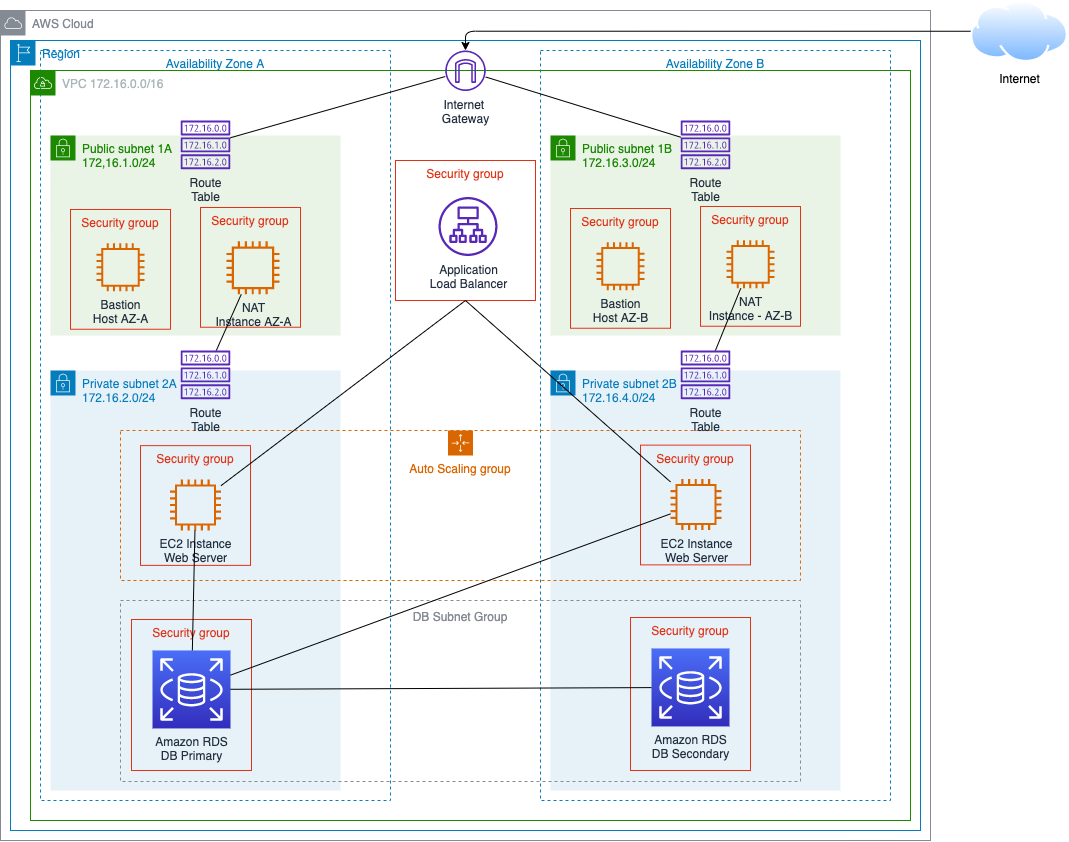 AWS Cloud
Region
Availability Zone A
Availability Zone B
VPC 172.16.0.0/16
Internet
Internet
Gateway
172.16.0.0
172.16.1.0
172.16.2.0
Route
Table
Public subnet 1A
172,16.1.0/24
Security group
Bastion
Host AZ-A
Security group
NAT
Instance AZ-A
Security group
Application
Load Balancer
172.16.0.0
172.16.1.0
172.16.2.0
Route
Table
Public subnet 1B
172.16.3.0/24
Security group
Bastion
Host AZ-B
Security group
NAT
Instance - AZ-B
172.16.0.0
172.16.1.0
172.16.2.0
Route
Table
Private subnet 2A
172.16.2.0/24
172.16.0.0
172.16.1.0
172.16.2.0
Route
Table
Private subnet 2B
172.16.4.0/24
Auto Scaling group
Security group
EC2 Instance
Web Server
Security group
EC2 Instance
Web Server
DB Subnet Group
Security group
Amazon RDS
DB Primary
Security group
Amazon RDS
DB Secondary